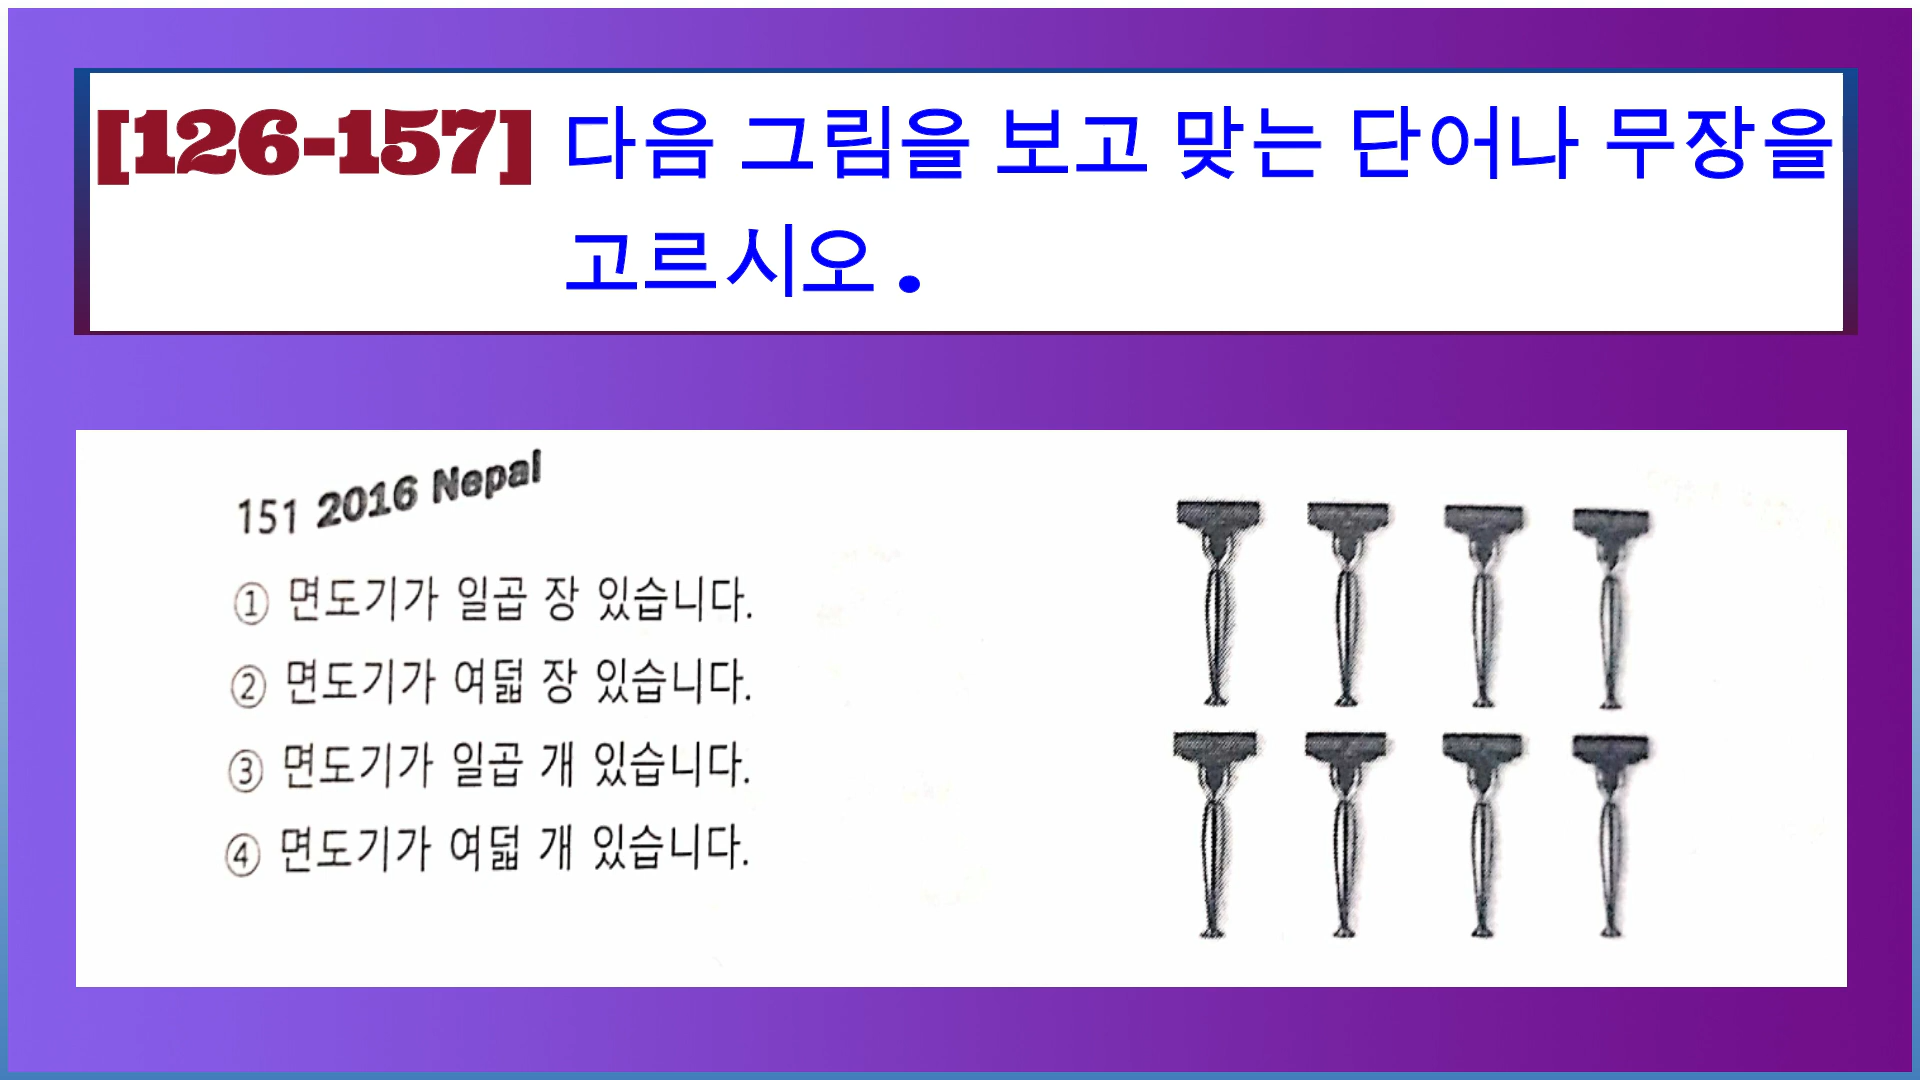 [126-157] 다음 그림을 보고 맞는 단어나 무장을
고르시오.
151 2016 Nepal
① 면도기가 일곱 장 있습니다.
② 면도기가 여덟 장 있습니다.
③ 면도기가 일곱 개 있습니다.
④ 면도기가 여덟 개 있습니다.